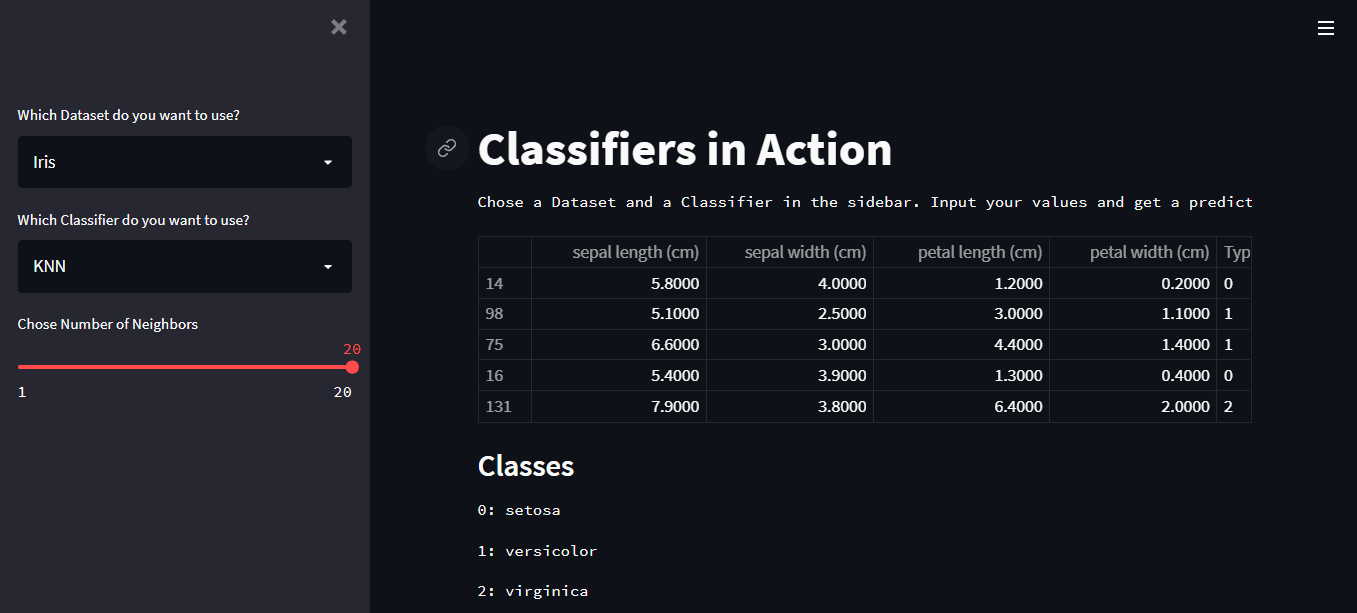 Which Dataset do you want to use?
Iris
Which Classifier do you want to use?
KNN
Chose Number of Neighbors
20
1 20
Classifiers in Action
Chose a Dataset and a Classifier in the sidebar. Input your values and get a predict
sepal length (cm) sepal width (cm) petal length (cm) petal width (cm) Typ
14 5.8000 4.0000 1.2000 0.2000 0
98 5.1000 2.5000 3.0000 1.1000 1
75 6.6000 3.0000 4.4000 1.4000 1
16 5.4000 3.9000 1.3000 0.4000 0
131 7.9000 3.8000 6.4000 2.0000 2
Classes
0: setosa
1: versicolor
2: virginica